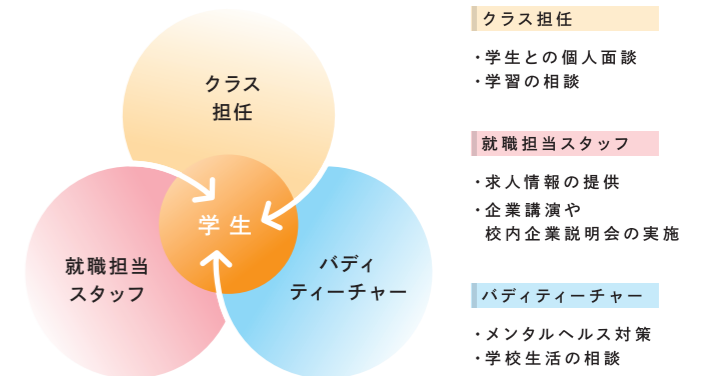 クラス
担任
学生
就職担当
スタッフ
バディ
ティーチャー
クラス担任
・学生との個人面談
・学習の相談
就職担当スタッフ
・求人情報の提供
・企業講演や
校内企業説明会の実施
バディティーチャー
・メンタルヘルス対策
・学校生活の相談